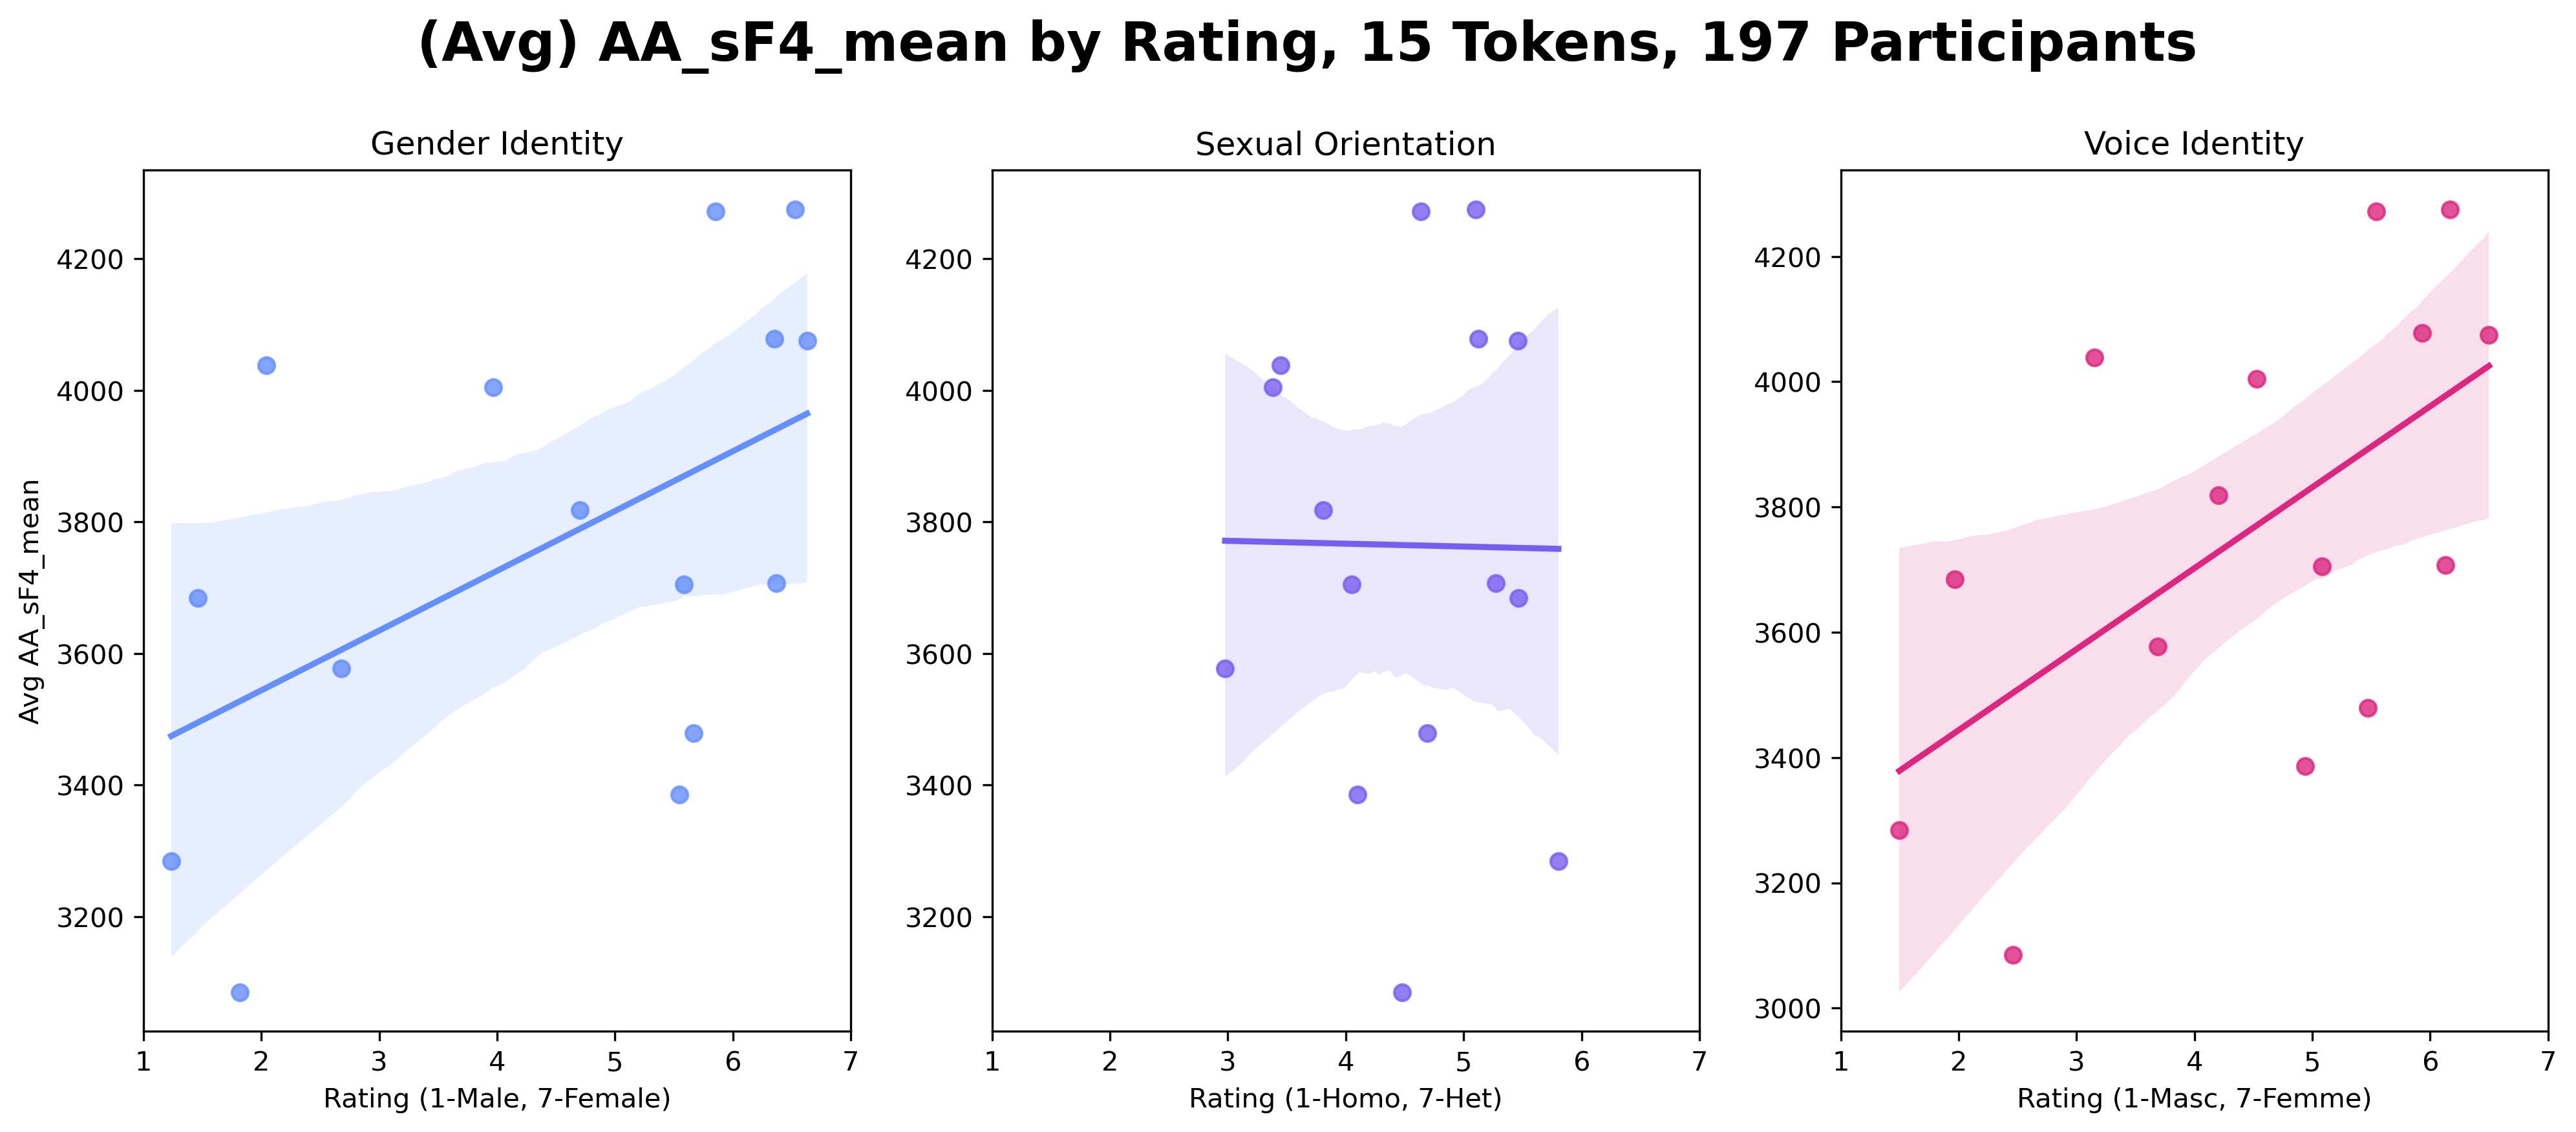 (Avg) AA_sF4_mean by Rating, 15 Tokens, 197 Participants
Gender Identity
Sexual Orientation
Voice Identity
Avg AA_sF4_mean
4200
4000
3800
3600
3400
3200
1 2 3 4 5 6 7
Rating (1-Male, 7-Female)
4200
4000
3800
3600
3400
3200
1 2 3 4 5 6 7
Rating (1-Homo, 7-Het)
4200
4000
3800
3600
3400
3200
3000
1 2 3 4 5 6 7
Rating (1-Masc, 7-Femme)